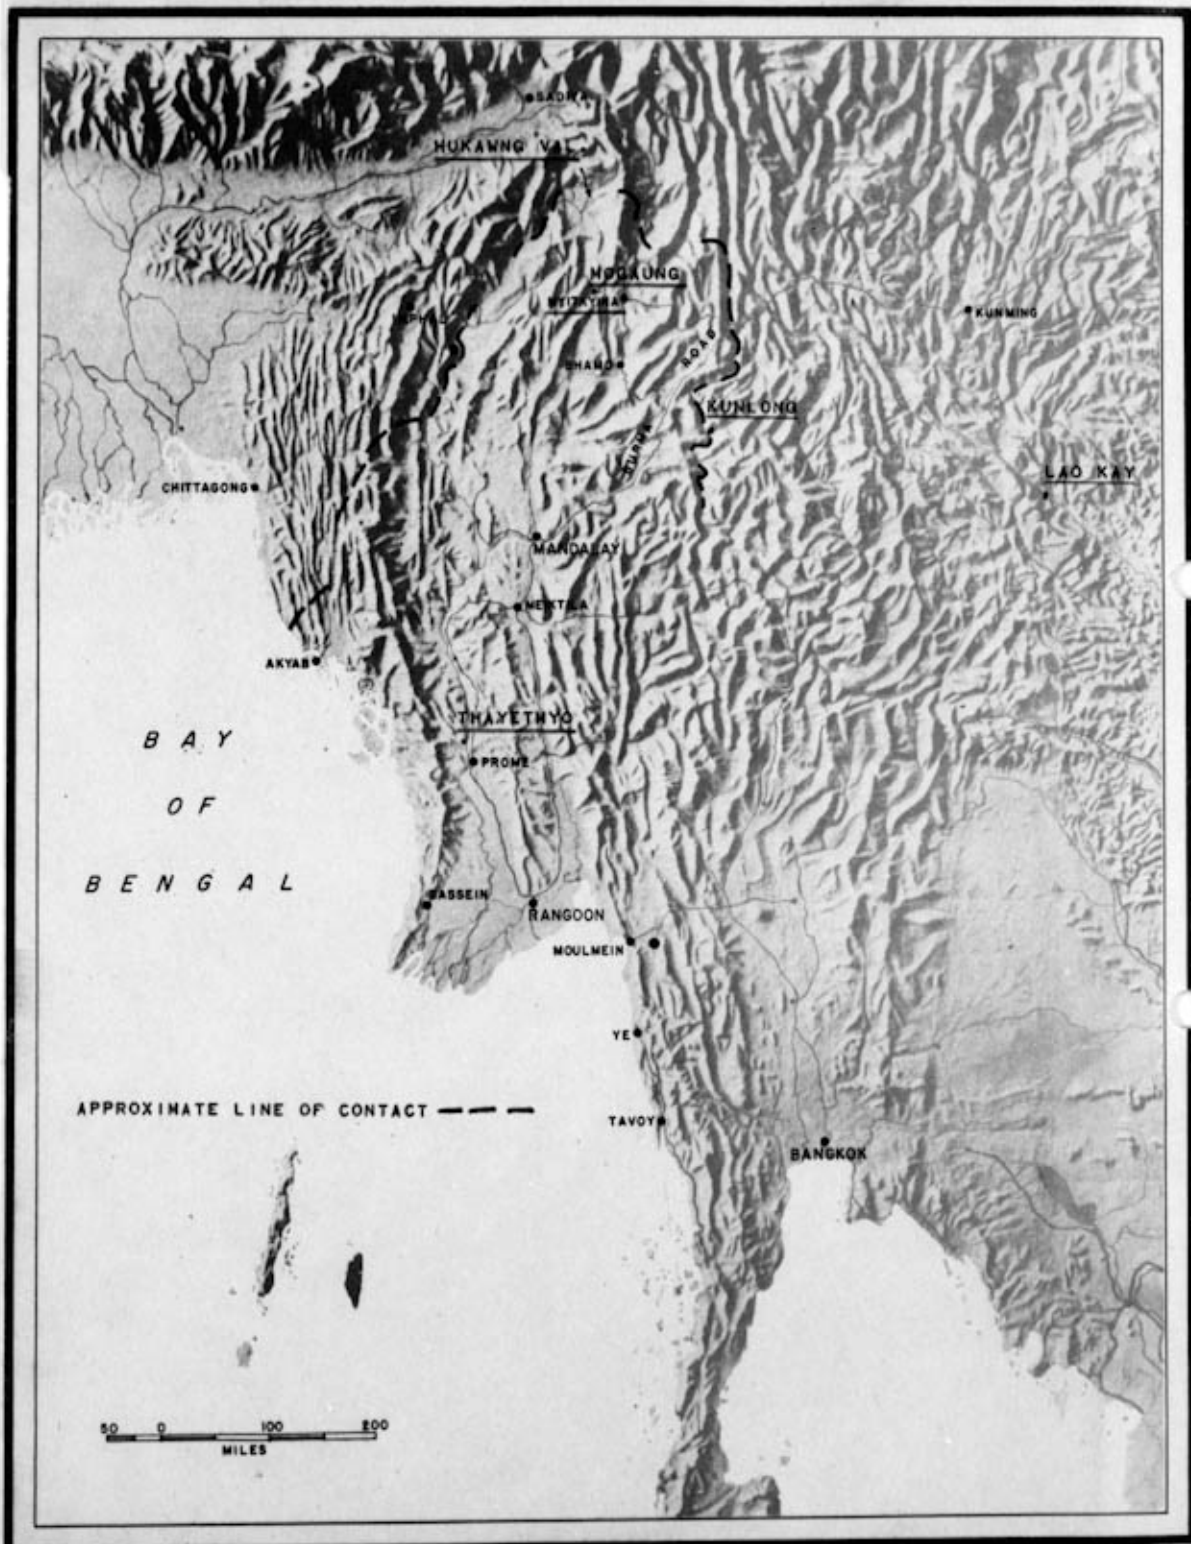 SADIYA
HUKAWNG VAL
MOGAUNG
MYITKYINA
KUNMING
IMPHAL
BHAMO
BURMA ROAD
KUNLONG
LAO KAY
CHITTAGONG
MANDALAY
MEIKTILA
AKYAB
THAYETMYO
BAY
PROME
OF
BENGAL
BASSEIN
RANGOON
MOULMEIN
YE
APPROXIMATE LINE OF CONTACT
TAVOY
BANGKOK
50 0 100 200
MILES